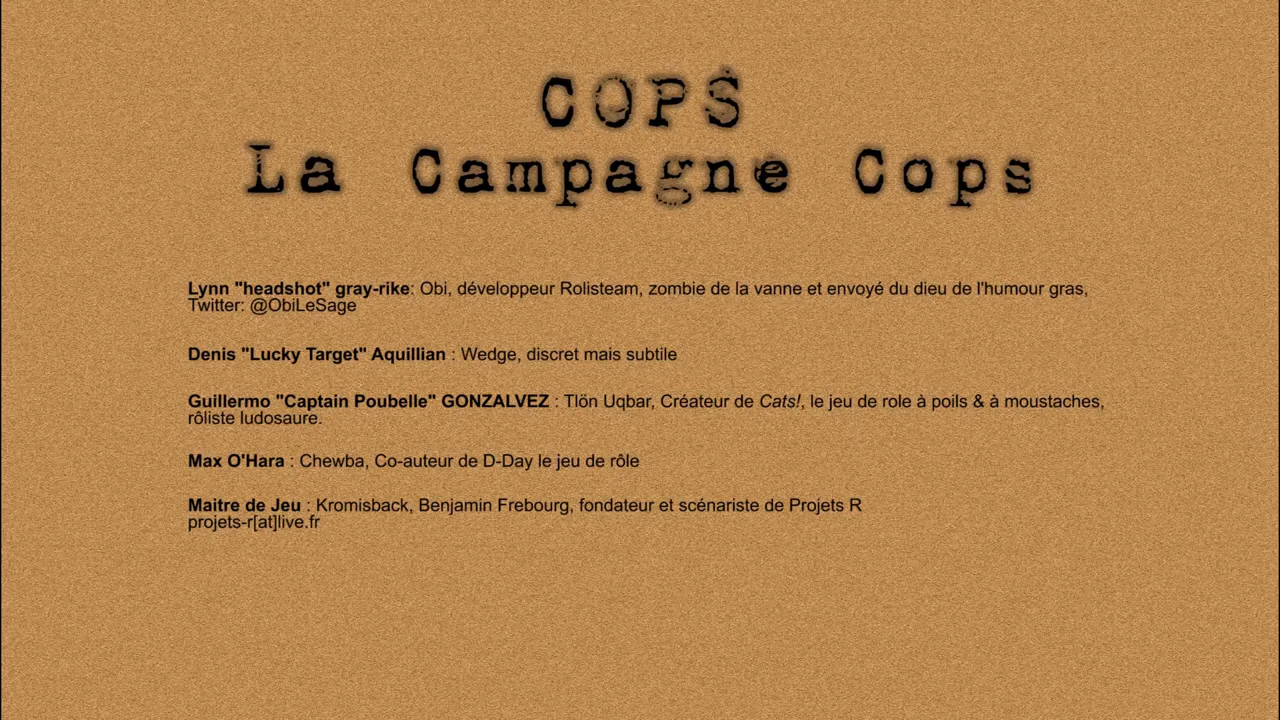 COPS
La Campagne Cops
Lynn "headshot" gray-rike: Obi, développeur Rolisteam, zombie de la vanne et envoyé du dieu de l'humour gras,
Twitter: @ObiLeSage
Denis "Lucky Target" Aquillian : Wedge, discret mais subtile
Guillermo "Captain Poubelle" GONZALVEZ : Tlön Uqbar, Créateur de Cats!, le jeu de role à poils & à moustaches,
rôliste ludosaure.
Max O'Hara : Chewba, Co-auteur de D-Day le jeu de rôle
Maitre de Jeu : Kromisback, Benjamin Frebourg, fondateur et scénariste de Projets R
projets-r[at]live.fr